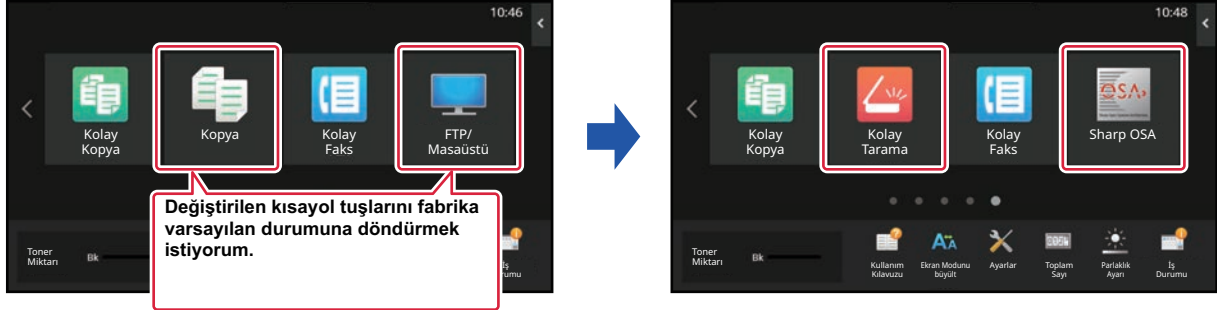 10:46
Kolay
Kopya
Kopya
Kolay
Faks
FTP/
Masaüstü
Değiştirilen kısayol tuşlarını fabrika
varsayılan durumuna döndürmek
istiyorum.
Toner
Miktarı
Bk
İş
rumu
10:48
Kolay
Kopya
Kolay
Tarama
Kolay
Faks
OSA
Sharp OSA
Toner
Miktarı
Bk
Kullanım
Kılavuzu
Ekran Modunu
büyült
Ayarlar
Toplam
Sayı
Parlaklık
Ayarı
İş
Durumu